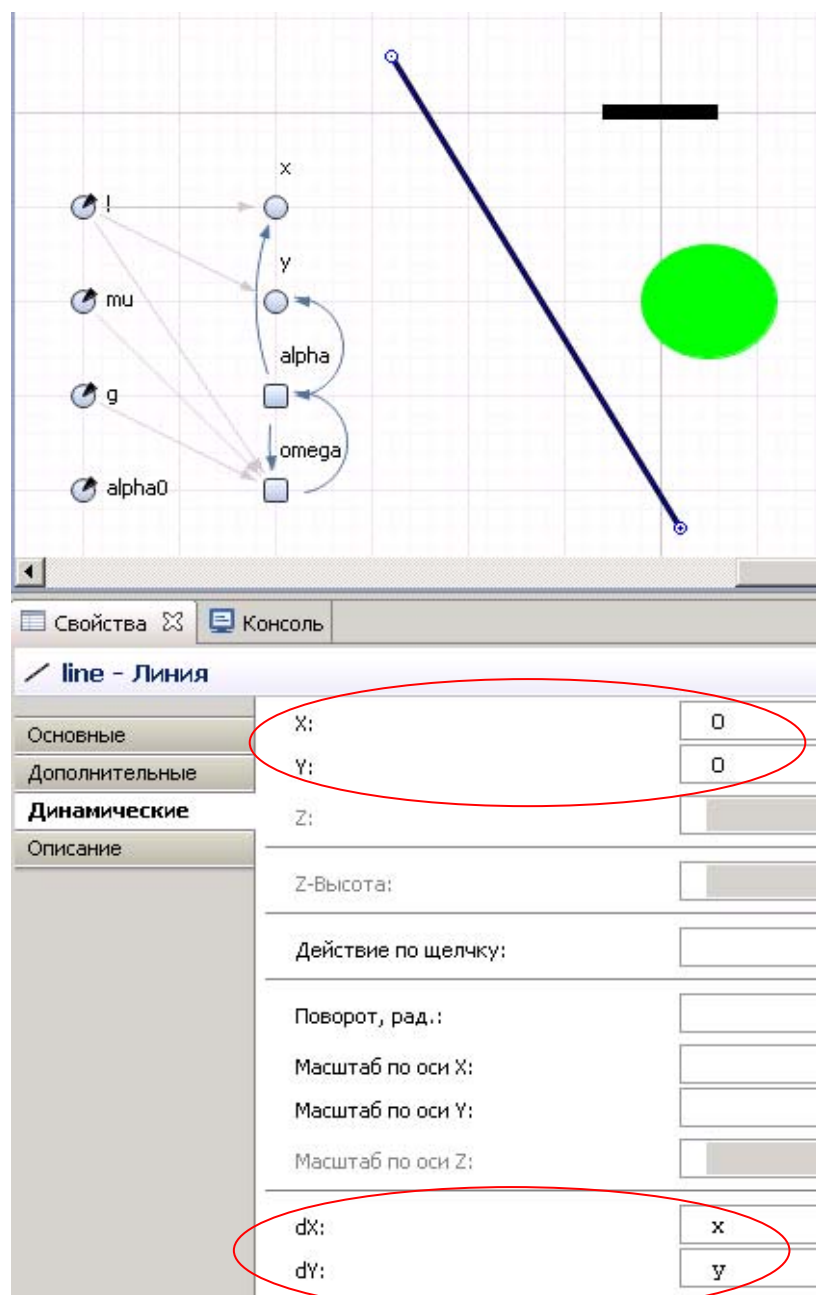 x
l
y
mu
alpha
g
omega
alpha0
Свойства
Консоль
line - Линия
Основные
Дополнительные
Динамические
Описание
X: 0
Y: 0
Z:
Z-Высота:
Действие по щелчку:
Поворот, рад.:
Масштаб по оси X:
Масштаб по оси Y:
Масштаб по оси Z:
dX: x
dY: y